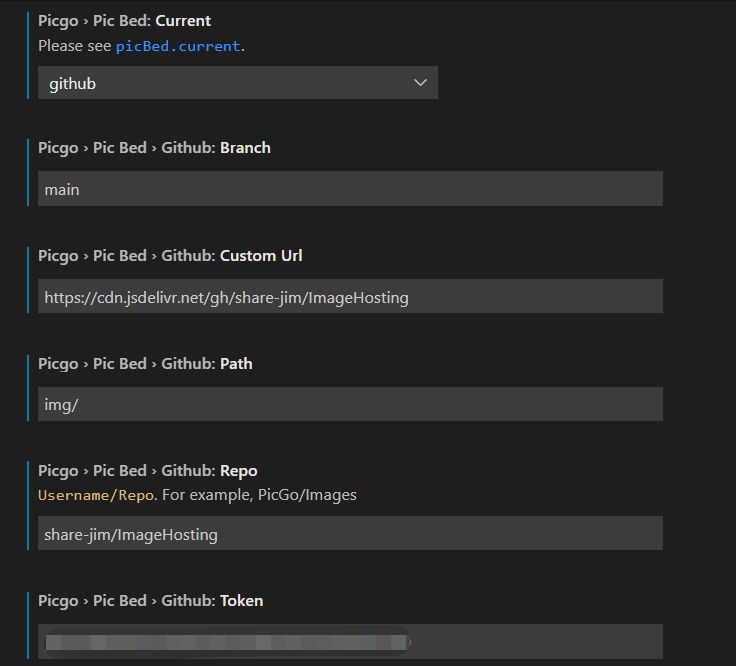 Picgo › Pic Bed: Current
Please see picBed.current.
github
Picgo › Pic Bed › Github: Branch
main
Picgo › Pic Bed › Github: Custom Url
https://cdn.jsdelivr.net/gh/share-jim/ImageHosting
Picgo › Pic Bed › Github: Path
img/
Picgo › Pic Bed › Github: Repo
Username/Repo. For example, PicGo/Images
share-jim/ImageHosting
Picgo › Pic Bed › Github: Token